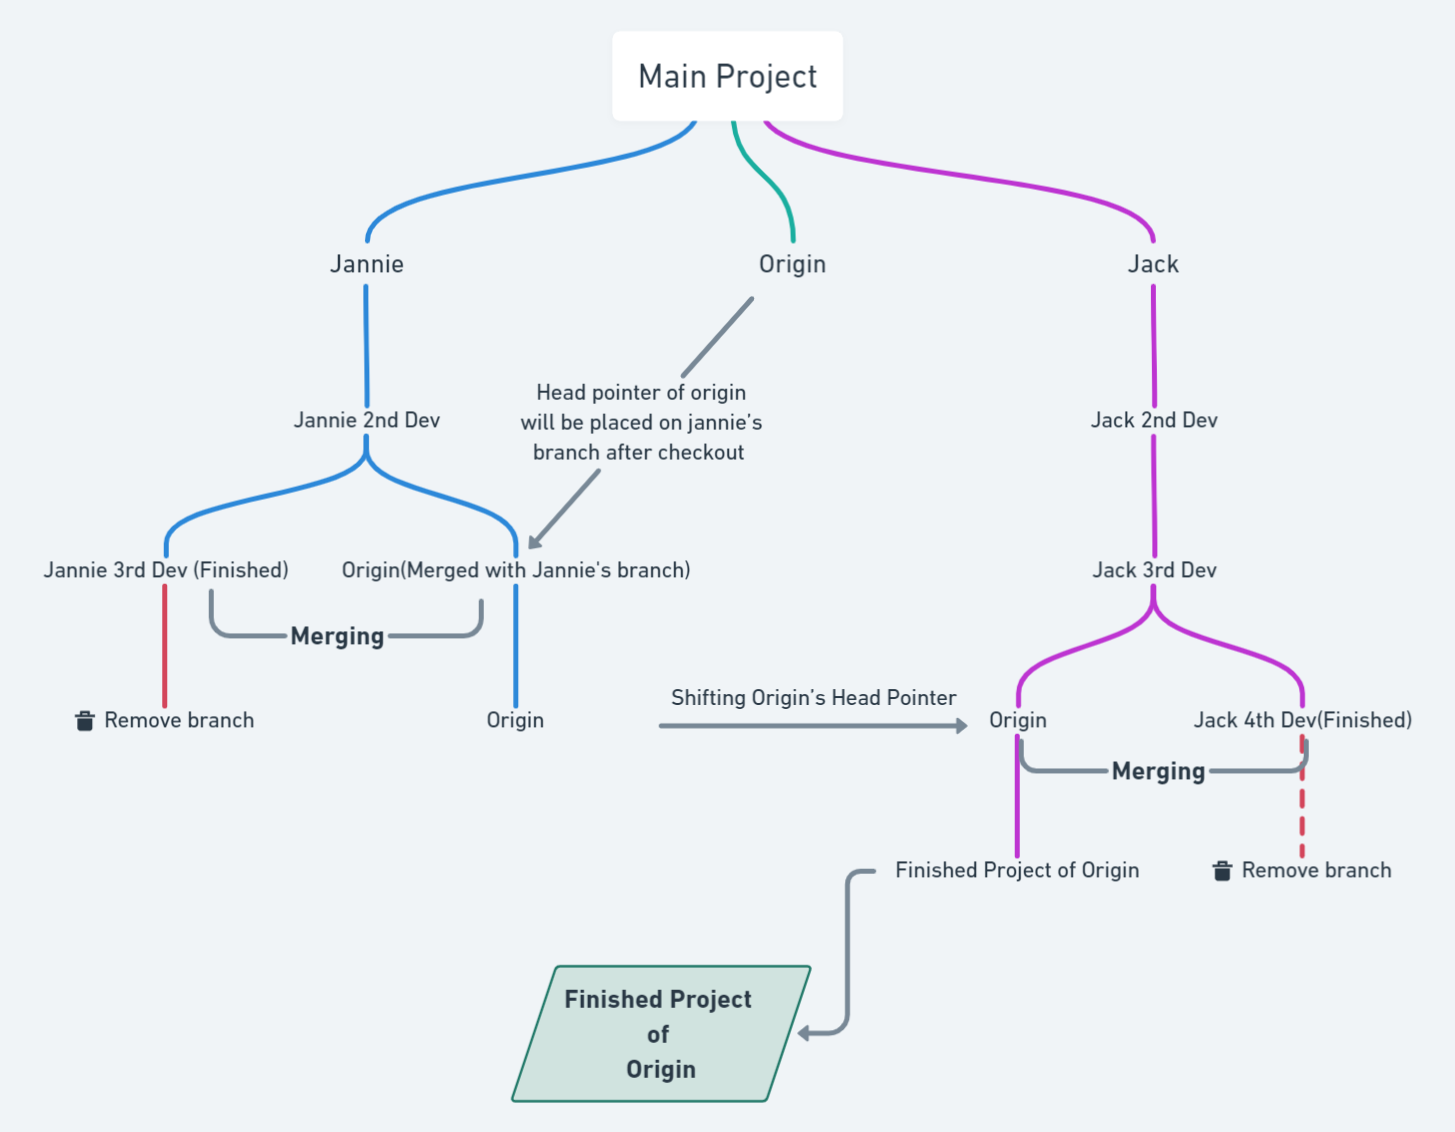 Main Project
Jannie
Origin
Jack
Head pointer of origin
will be placed on jannie’s
branch after checkout
Jannie 2nd Dev
Jack 2nd Dev
Jannie 3rd Dev (Finished)
Origin(Merged with Jannie's branch)
Jack 3rd Dev
Merging
Shifting Origin’s Head Pointer
Remove branch
Origin
Origin
Jack 4th Dev(Finished)
Merging
Finished Project of Origin
Remove branch
Finished Project
of
Origin